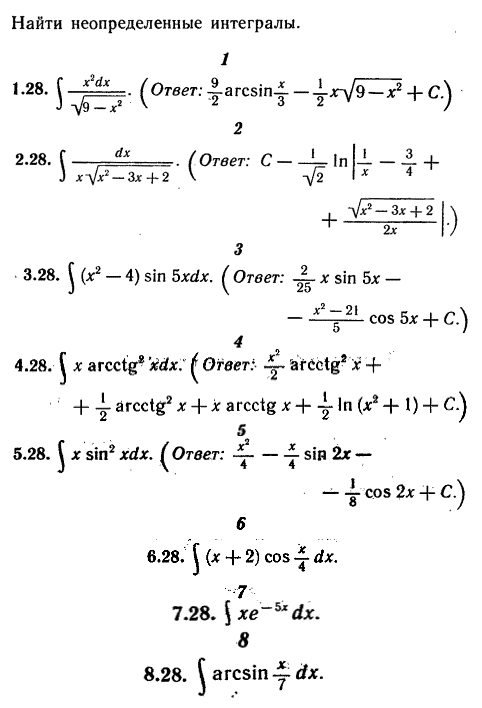 Найти неопределенные интегралы.
1
1.28. ∫ x²dx/√(9 − x²). (Ответ: 9/2 arcsin x/3 − 1/2 x√(9 − x²) + C.)
2
2.28. ∫ dx/(x√(x² − 3x + 2)). (Ответ: C − 1/√2 ln|1/x − 3/4 +
+ √(x² − 3x + 2)/2x|.)
3
3.28. ∫ (x² − 4) sin 5xdx. (Ответ: 2/25 x sin 5x −
− (x² − 21)/5 cos 5x + C.)
4
4.28. ∫ x arcctg² xdx. (Ответ: x²/2 arcctg² x +
+ 1/2 arcctg² x + x arcctg x + 1/2 ln (x² + 1) + C.)
5
5.28. ∫ x sin² xdx. (Ответ: x²/4 − x/4 sin 2x −
− 1/8 cos 2x + C.)
6
6.28. ∫ (x + 2) cos x/4 dx.
7
7.28. ∫ xe⁻⁵ˣ dx.
8
8.28. ∫ arcsin x/7 dx.